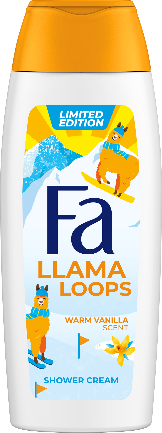 LIMITED
EDITION
Fa
LLAMA
LOOPS
WARM VANILLA
SCENT
SHOWER CREAM